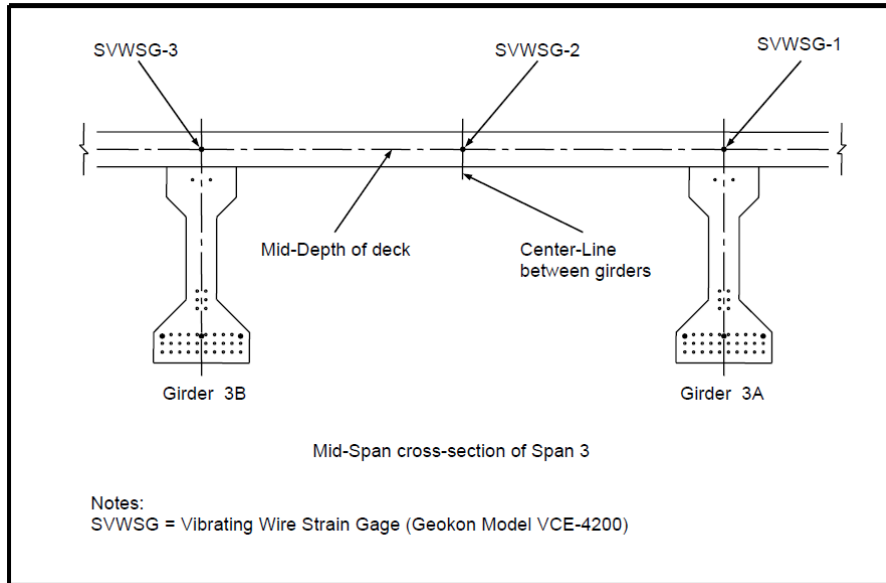 SVWSG-3
SVWSG-2
SVWSG-1
Mid-Depth of deck
Center-Line
between girders
Girder 3B
Girder 3A
Mid-Span cross-section of Span 3
Notes:
SVWSG = Vibrating Wire Strain Gage (Geokon Model VCE-4200)